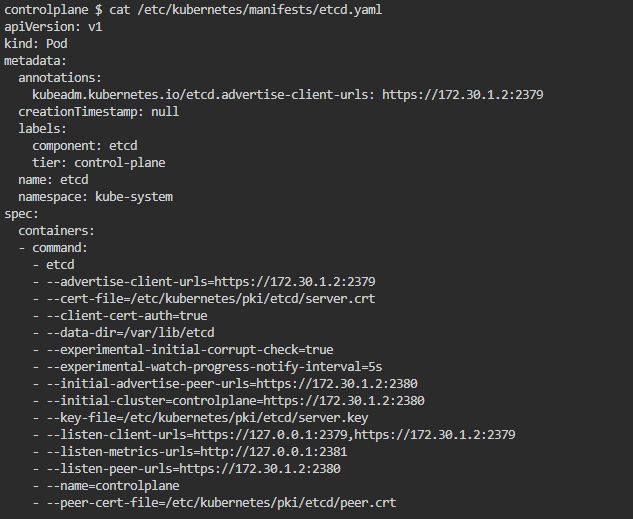 controlplane $ cat /etc/kubernetes/manifests/etcd.yaml
apiVersion: v1
kind: Pod
metadata:
  annotations:
    kubeadm.kubernetes.io/etcd.advertise-client-urls: https://172.30.1.2:2379
  creationTimestamp: null
  labels:
    component: etcd
    tier: control-plane
  name: etcd
  namespace: kube-system
spec:
  containers:
  - command:
    - etcd
    - --advertise-client-urls=https://172.30.1.2:2379
    - --cert-file=/etc/kubernetes/pki/etcd/server.crt
    - --client-cert-auth=true
    - --data-dir=/var/lib/etcd
    - --experimental-initial-corrupt-check=true
    - --experimental-watch-progress-notify-interval=5s
    - --initial-advertise-peer-urls=https://172.30.1.2:2380
    - --initial-cluster=controlplane=https://172.30.1.2:2380
    - --key-file=/etc/kubernetes/pki/etcd/server.key
    - --listen-client-urls=https://127.0.0.1:2379,https://172.30.1.2:2379
    - --listen-metrics-urls=http://127.0.0.1:2381
    - --listen-peer-urls=https://172.30.1.2:2380
    - --name=controlplane
    - --peer-cert-file=/etc/kubernetes/pki/etcd/peer.crt